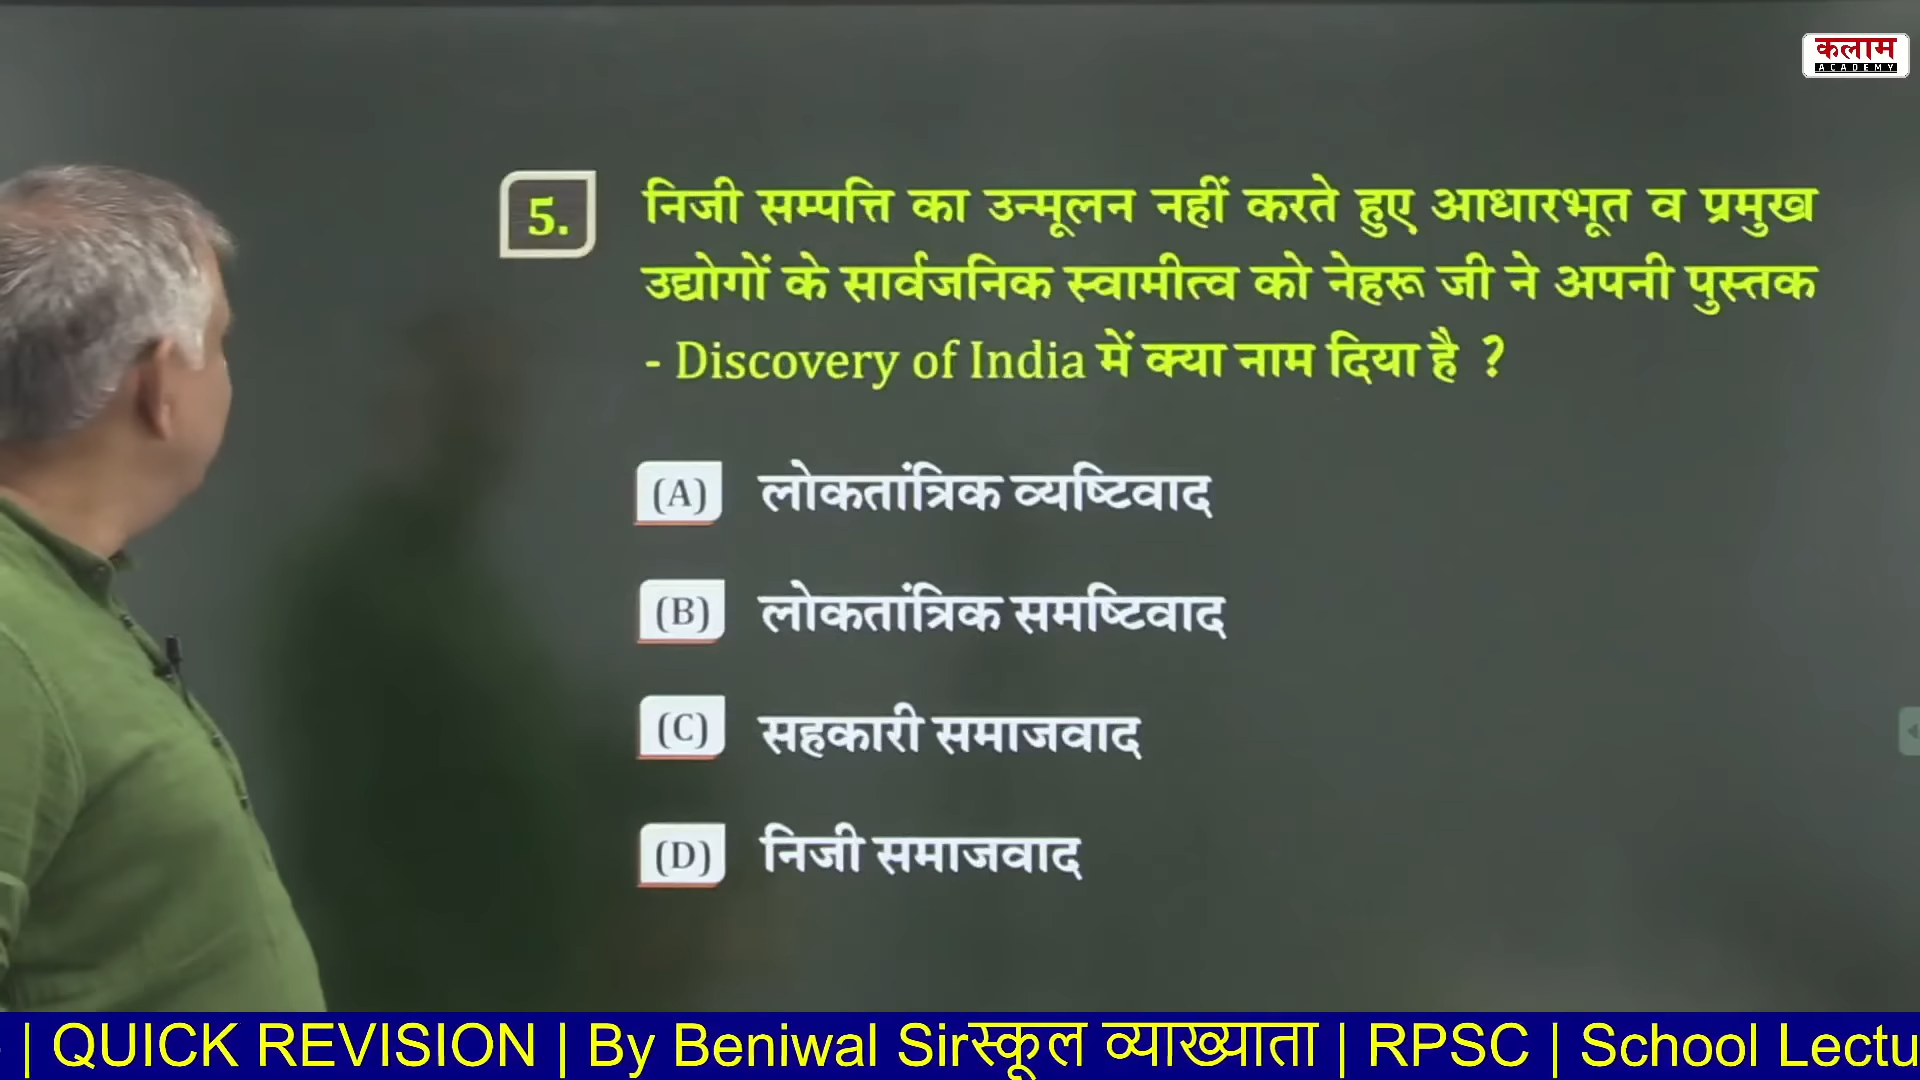 कलाम
ACADEMY
5. निजी सम्पत्ति का उन्मूलन नहीं करते हुए आधारभूत व प्रमुख
उद्योगों के सार्वजनिक स्वामीत्व को नेहरू जी ने अपनी पुस्तक
- Discovery of India में क्या नाम दिया है ?
(A) लोकतांत्रिक व्यष्टिवाद
(B) लोकतांत्रिक समष्टिवाद
(C) सहकारी समाजवाद
(D) निजी समाजवाद
| QUICK REVISION | By Beniwal Sirस्कूल व्याख्याता | RPSC | School Lectu